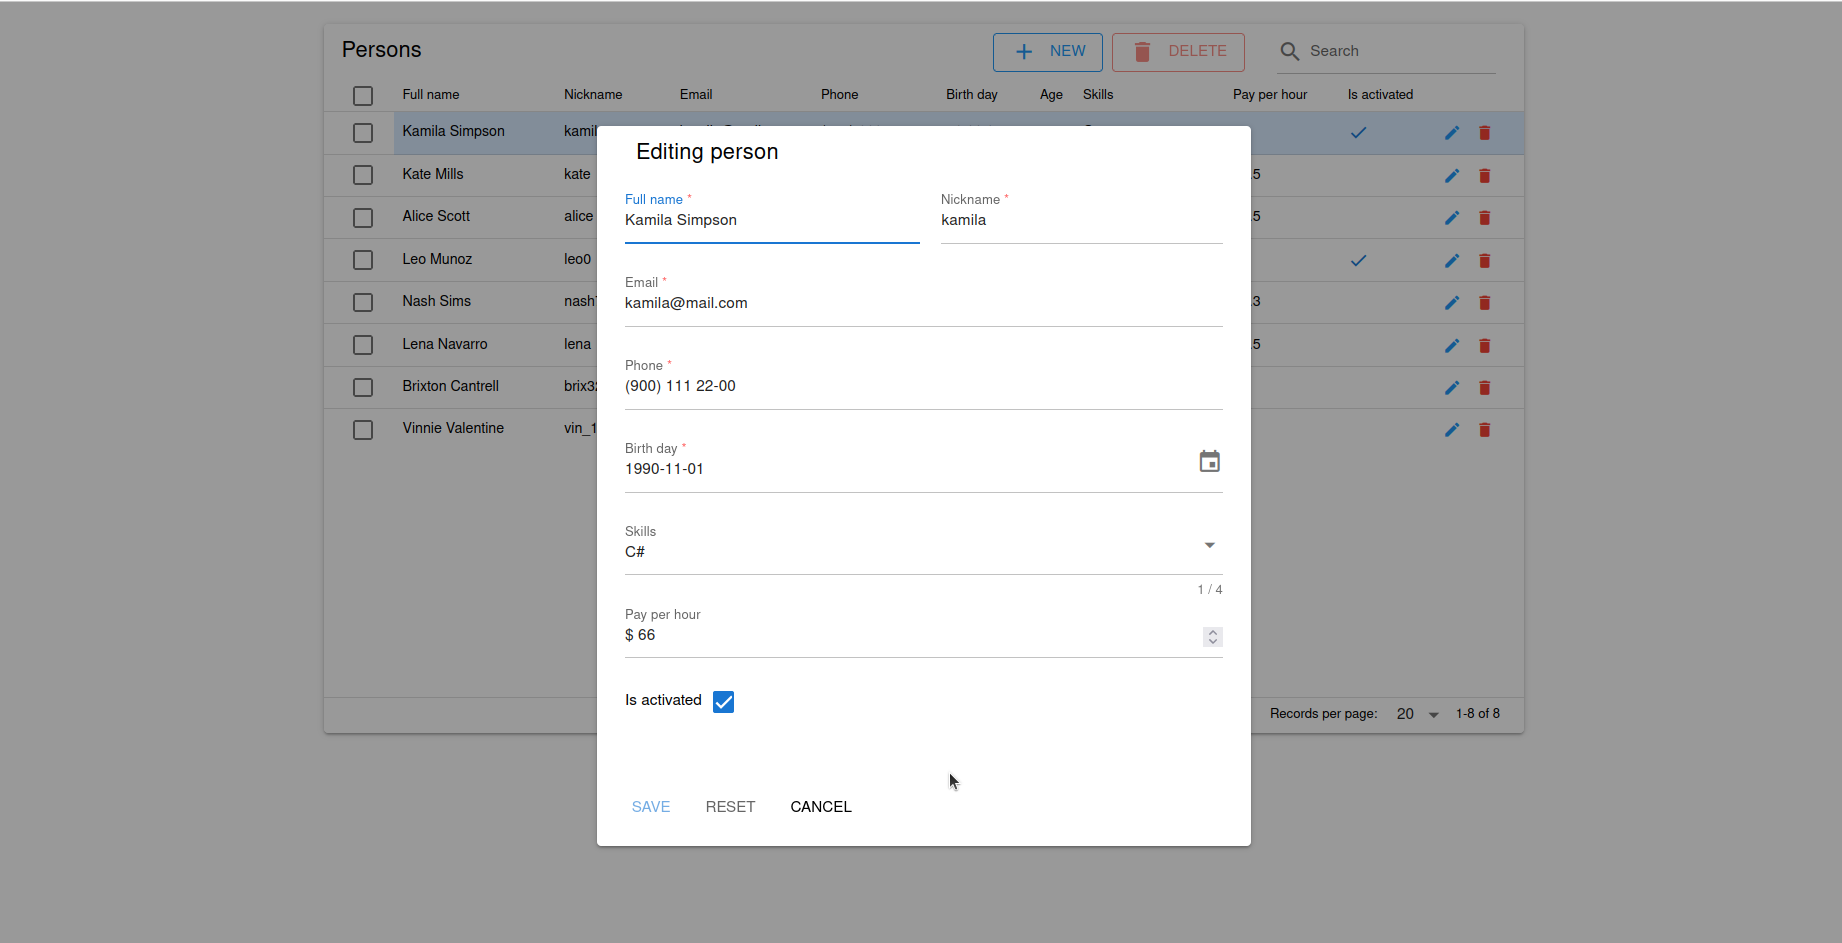 Persons
NEW DELETE Search
Full name Nickname Email Phone Birth day Age Skills Pay per hour Is activated
Kamila Simpson
Kate Mills kate 5
Alice Scott alice 5
Leo Munoz leo0
Nash Sims 3
Lena Navarro lena 5
Brixton Cantrell
Vinnie Valentine
Editing person
Full name * Nickname *
Kamila Simpson kamila
Email *
kamila@mail.com
Phone *
(900) 111 22-00
Birth day *
1990-11-01
Skills
C#
1 / 4
Pay per hour
$ 66
Is activated
SAVE RESET CANCEL
Records per page: 20 1-8 of 8